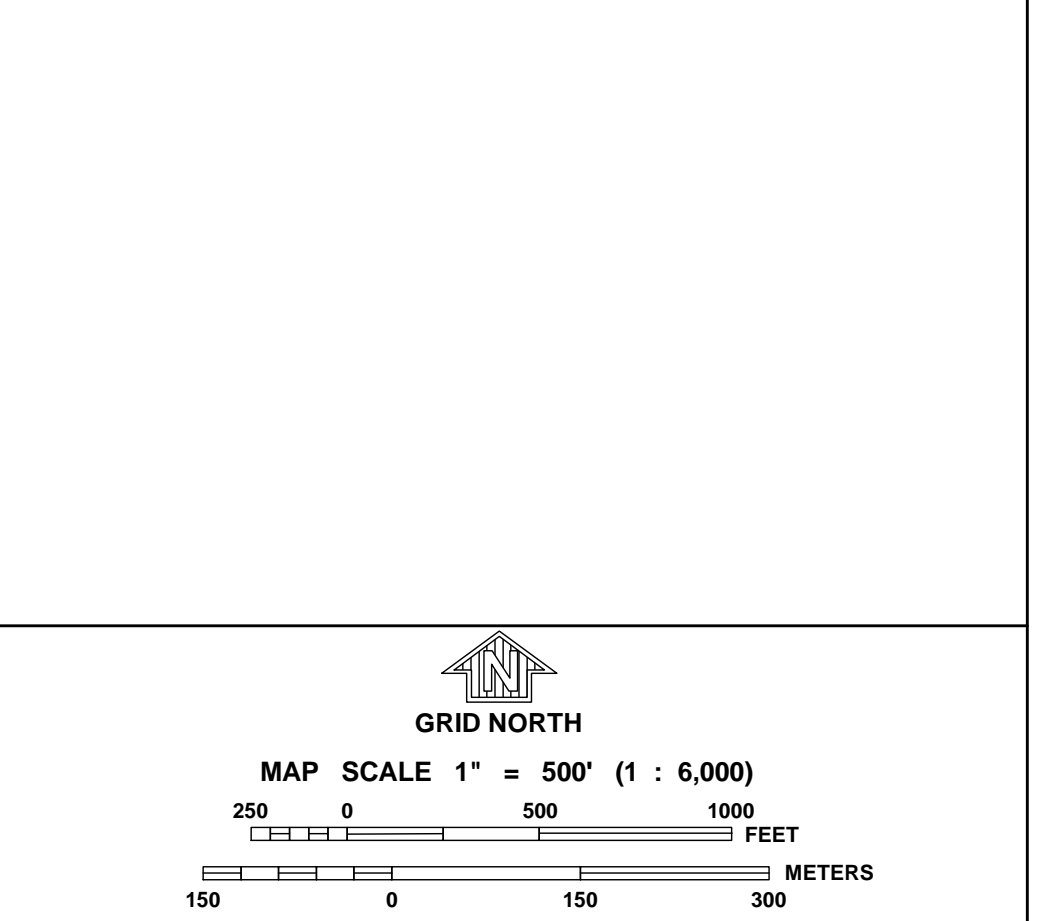 N
GRID NORTH
MAP SCALE 1" = 500' (1 : 6,000)
250 0 500 1000
FEET
METERS
150 0 150 300